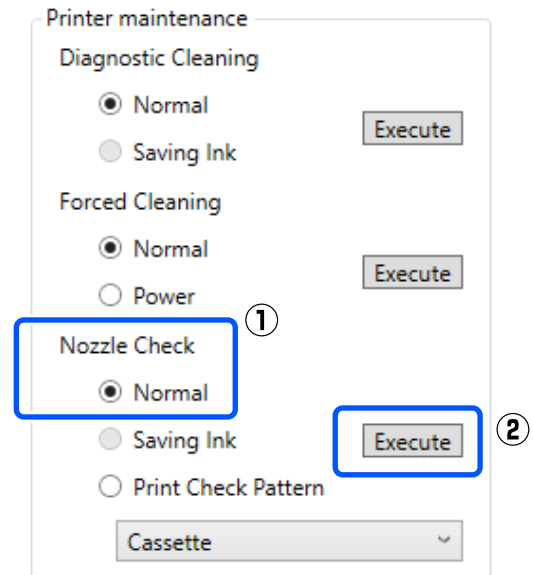 Printer maintenance
Diagnostic Cleaning
Normal
Execute
Saving Ink
Forced Cleaning
Normal
Execute
Power
①
Nozzle Check
Normal
Saving Ink
Execute
②
Print Check Pattern
Cassette